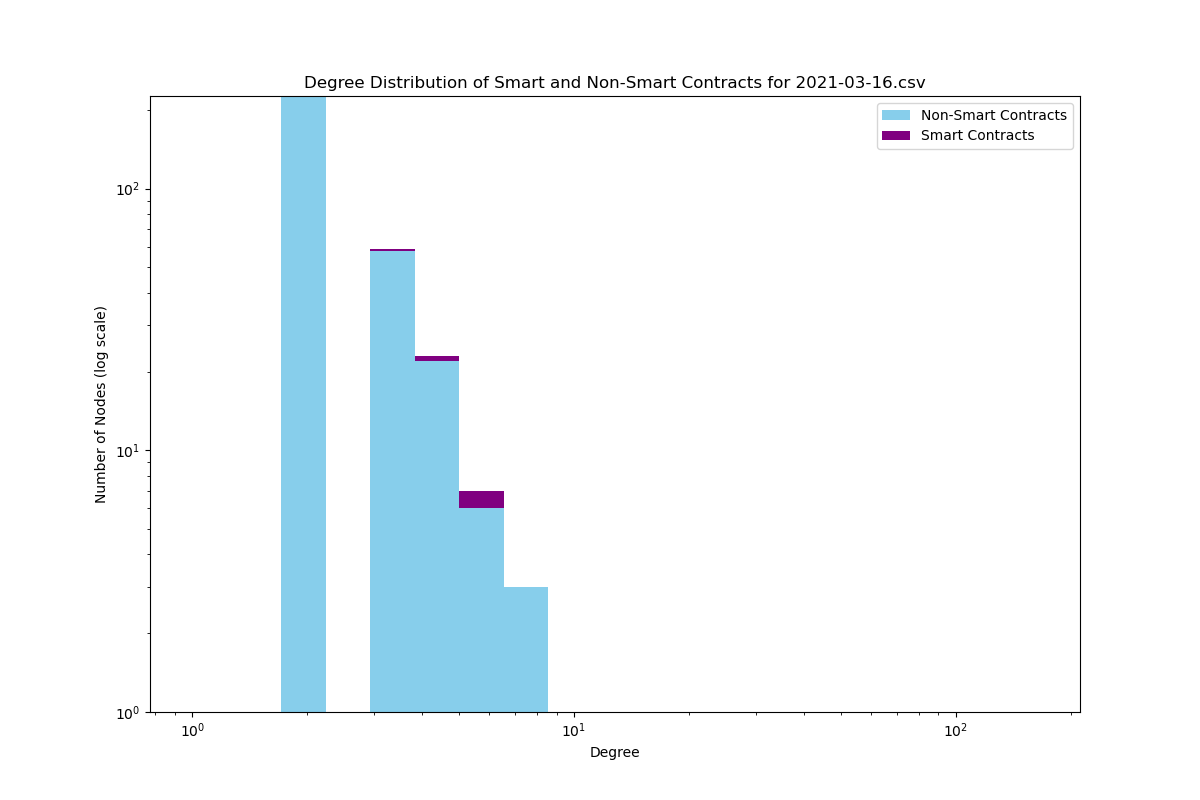 Degree Distribution of Smart and Non-Smart Contracts for 2021-03-16.csv
Non-Smart Contracts
Smart Contracts
10²
10¹
10⁰
Number of Nodes (log scale)
10⁰ 10¹ 10²
Degree